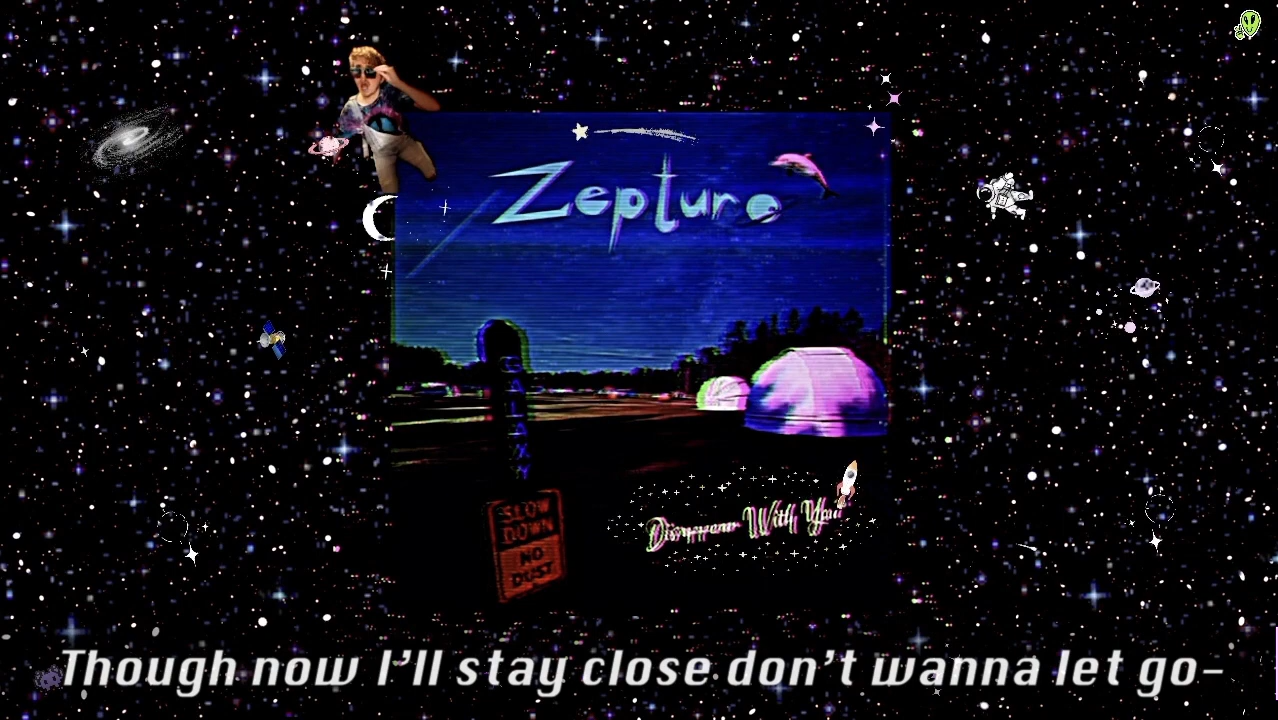 Zepture
SLOW
DOWN
NO
DUST
Disappear With You
Though now I'll stay close don't wanna let go-